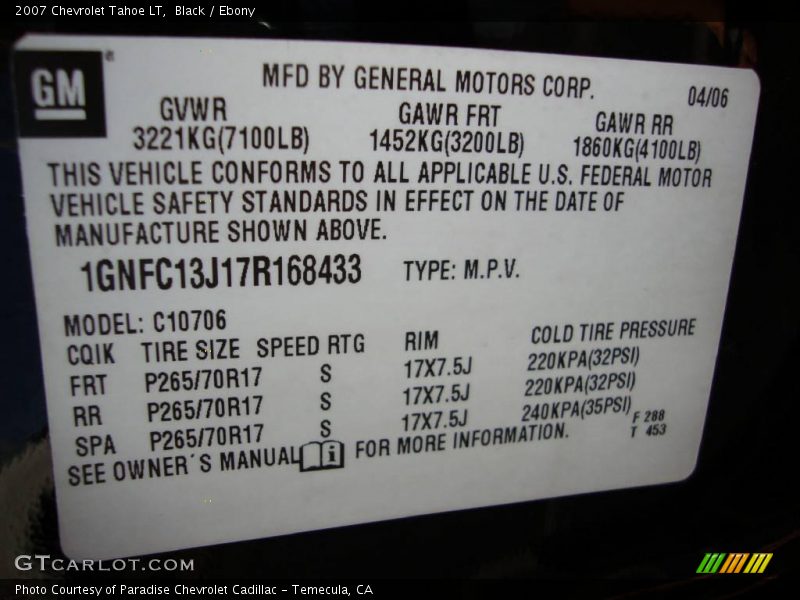 2007 Chevrolet Tahoe LT, Black / Ebony
GM ®
MFD BY GENERAL MOTORS CORP.
04/06
GVWR GAWR FRT GAWR RR
3221KG(7100LB) 1452KG(3200LB) 1860KG(4100LB)
THIS VEHICLE CONFORMS TO ALL APPLICABLE U.S. FEDERAL MOTOR
VEHICLE SAFETY STANDARDS IN EFFECT ON THE DATE OF
MANUFACTURE SHOWN ABOVE.
1GNFC13J17R168433 TYPE: M.P.V.
MODEL: C10706
CQIK TIRE SIZE SPEED RTG RIM COLD TIRE PRESSURE
FRT P265/70R17 S 17X7.5J 220KPA(32PSI)
RR P265/70R17 S 17X7.5J 220KPA(32PSI)
SPA P265/70R17 S 17X7.5J 240KPA(35PSI)
F 288
T 453
SEE OWNER'S MANUAL i FOR MORE INFORMATION.
GTCARLOT.COM
Photo Courtesy of Paradise Chevrolet Cadillac - Temecula, CA